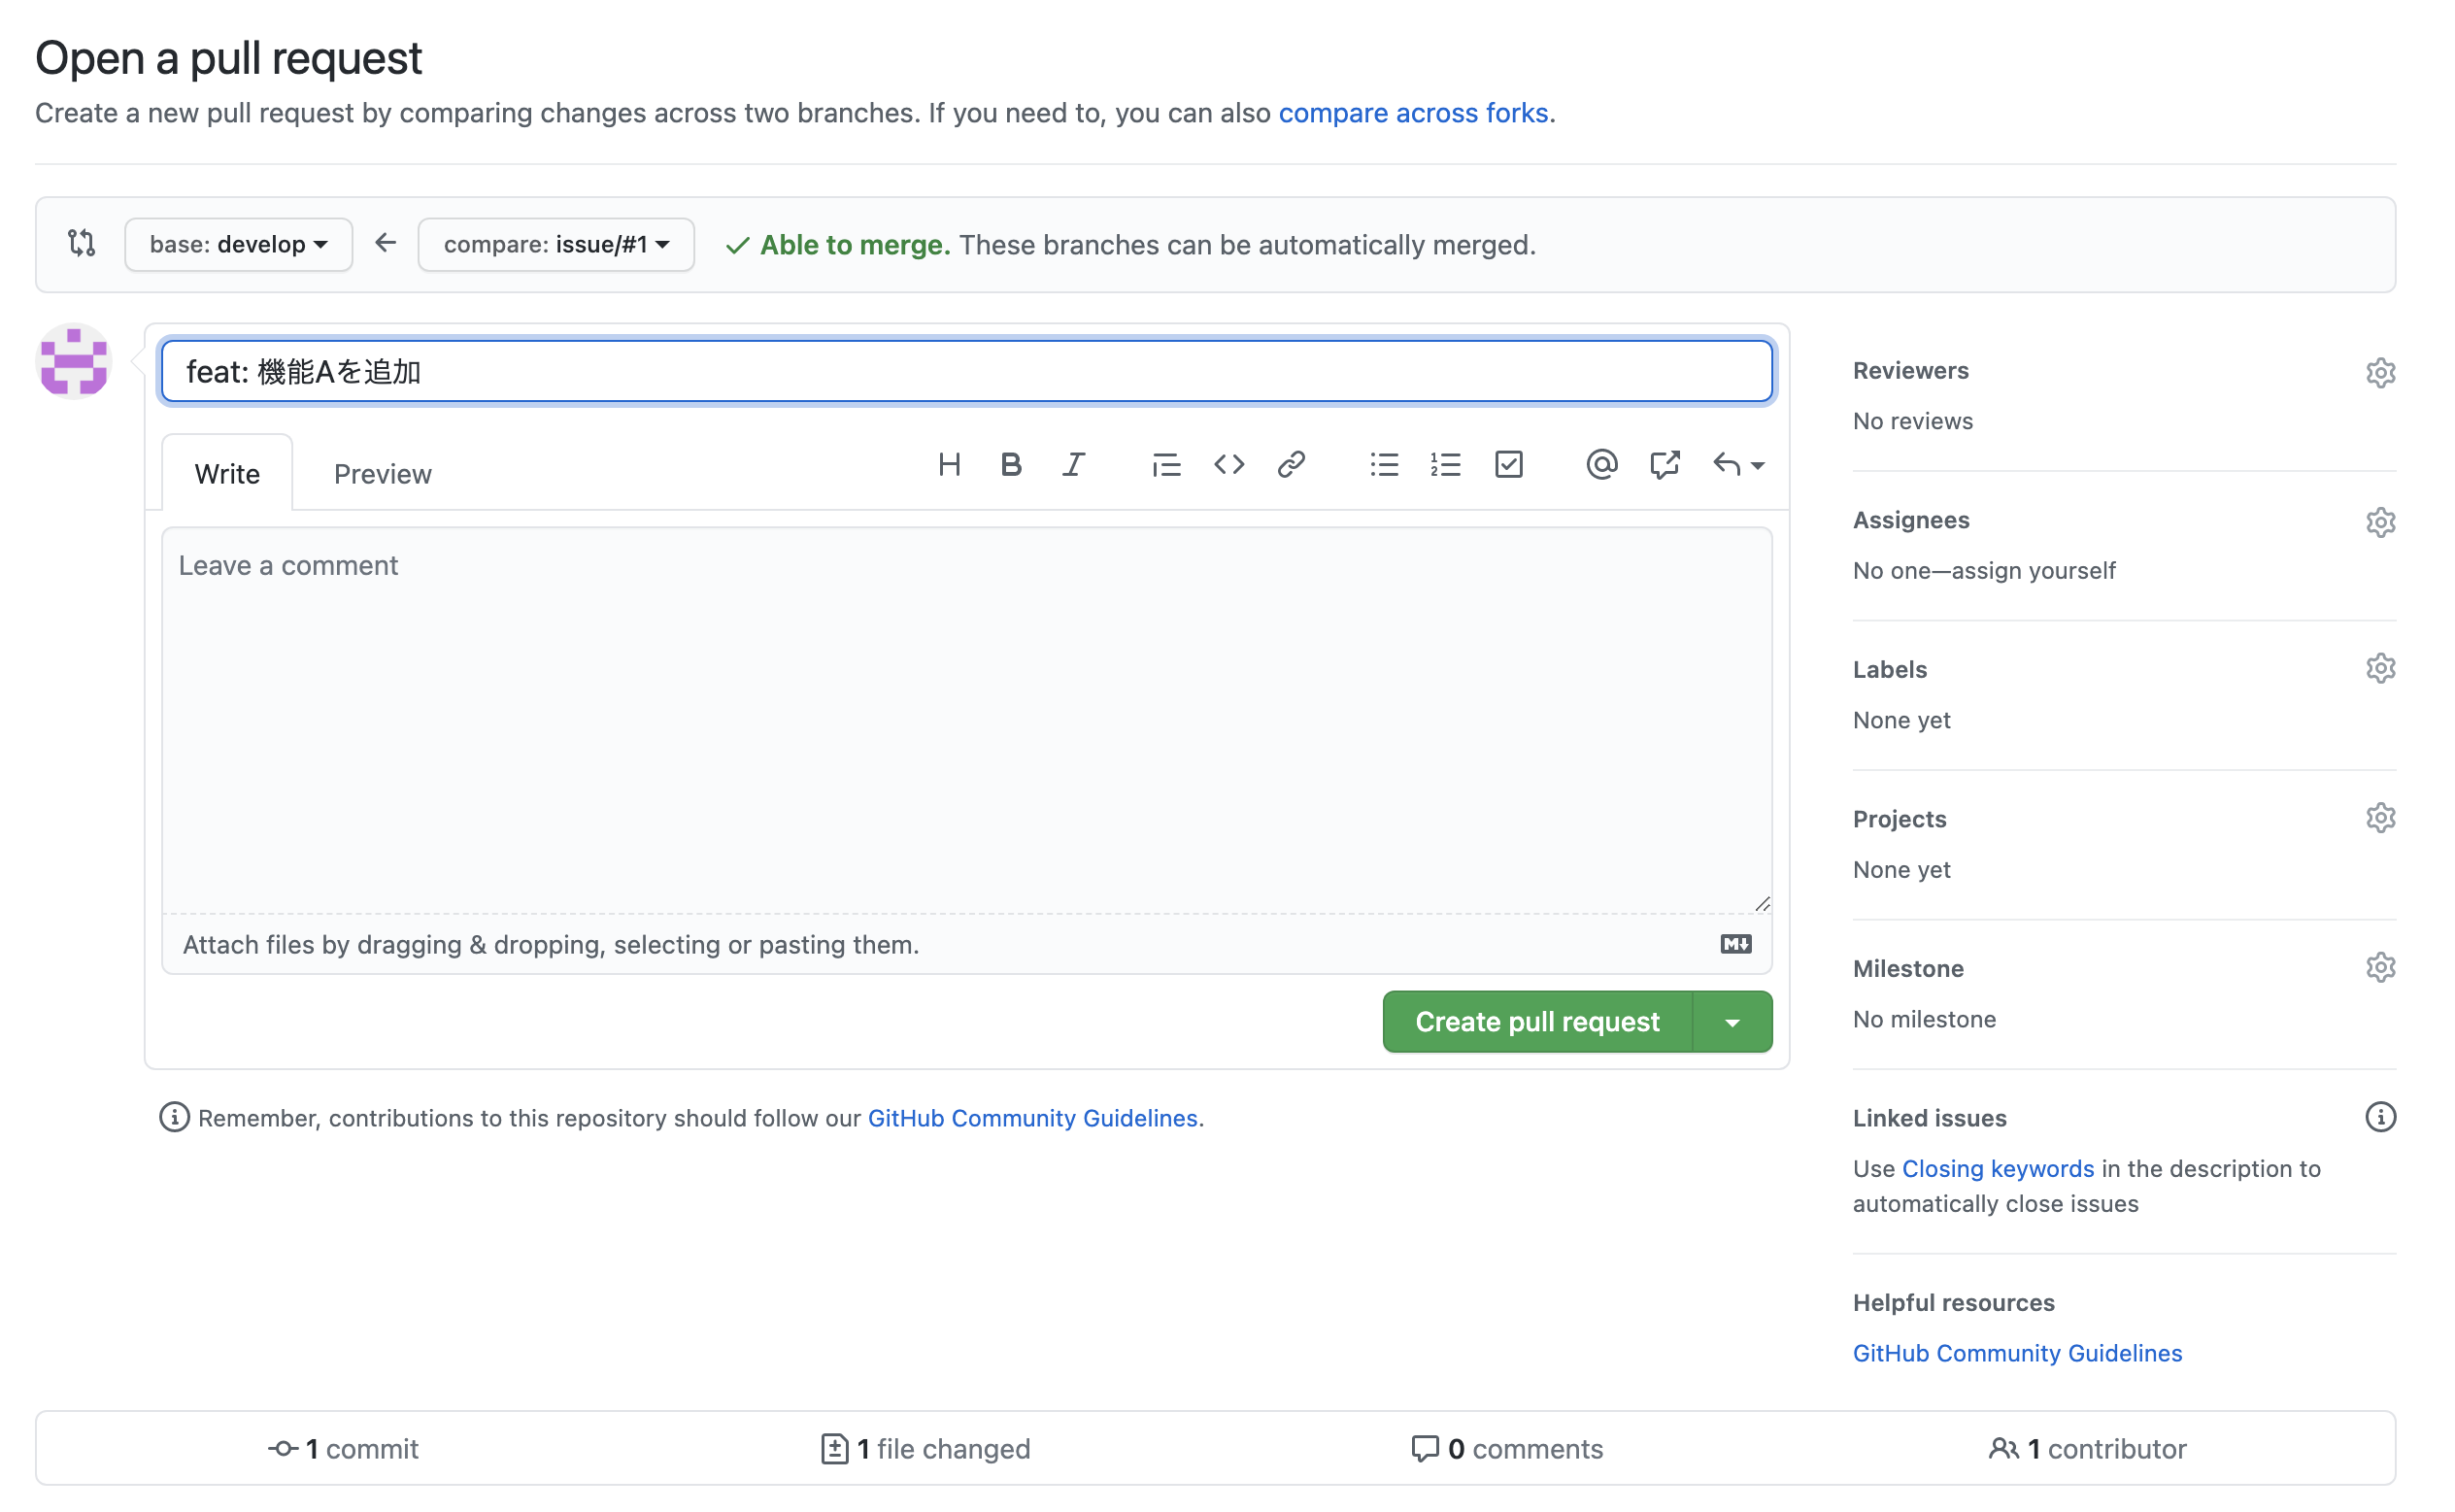 Open a pull request
Create a new pull request by comparing changes across two branches. If you need to, you can also compare across forks.
base: develop
compare: issue/#1
Able to merge. These branches can be automatically merged.
feat: 機能Aを追加
Write
Preview
Leave a comment
Attach files by dragging & dropping, selecting or pasting them.
Create pull request
Remember, contributions to this repository should follow our GitHub Community Guidelines.
Reviewers
No reviews
Assignees
No one—assign yourself
Labels
None yet
Projects
None yet
Milestone
No milestone
Linked issues
Use Closing keywords in the description to
automatically close issues
Helpful resources
GitHub Community Guidelines
1 commit
1 file changed
0 comments
1 contributor